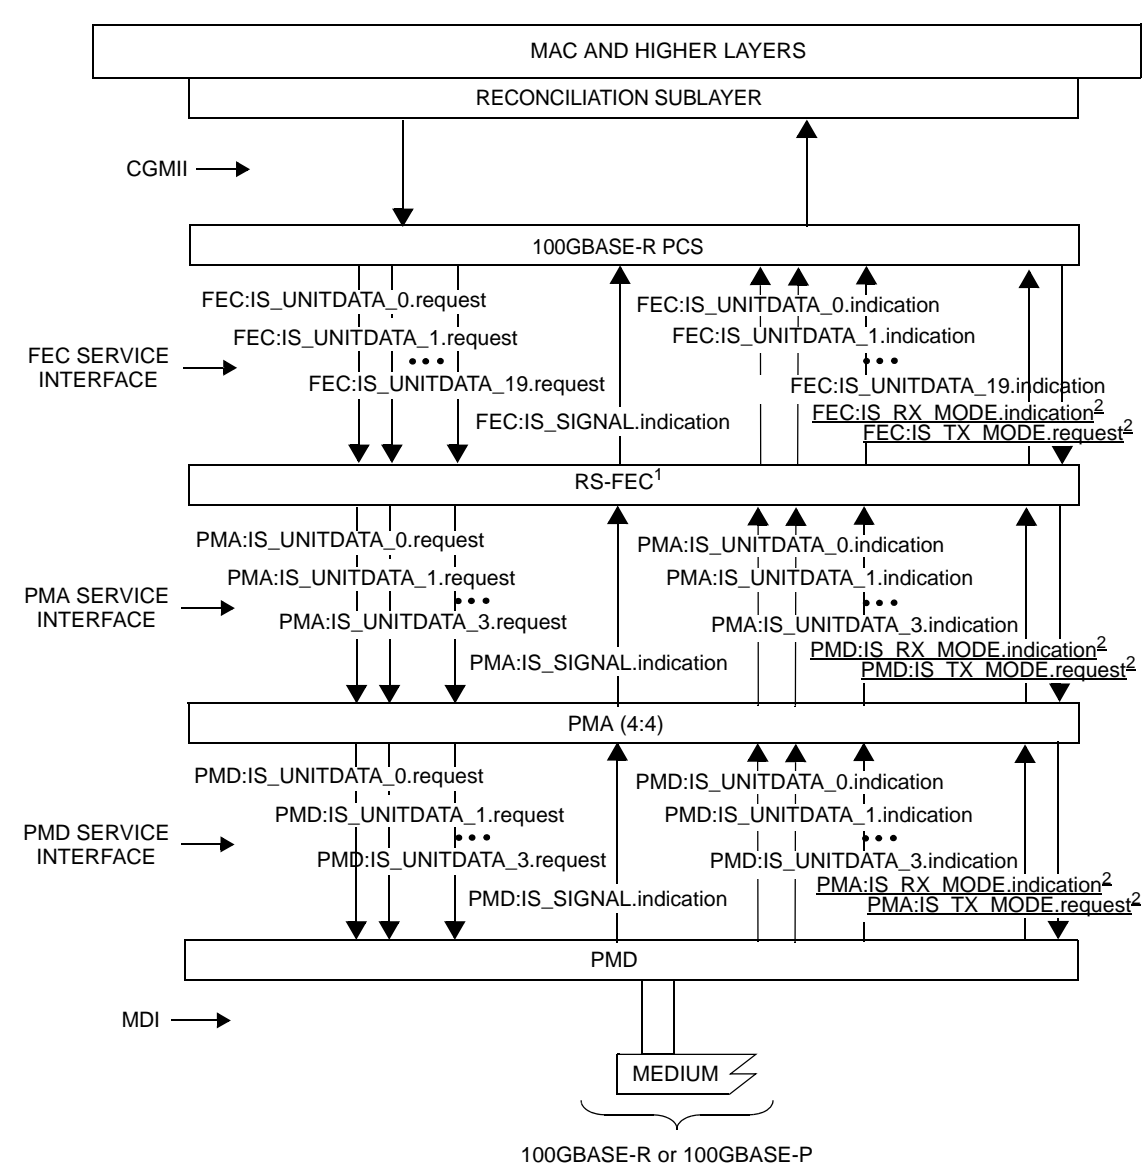 MAC AND HIGHER LAYERS
RECONCILIATION SUBLAYER
CGMII
100GBASE-R PCS
FEC:IS_UNITDATA_0.request
FEC:IS_UNITDATA_1.request
•••
FEC:IS_UNITDATA_19.request
FEC:IS_SIGNAL.indication
FEC:IS_UNITDATA_0.indication
FEC:IS_UNITDATA_1.indication
•••
FEC:IS_UNITDATA_19.indication
FEC:IS_RX_MODE.indication2
FEC:IS_TX_MODE.request2
FEC SERVICE
INTERFACE
RS-FEC1
PMA:IS_UNITDATA_0.request
PMA:IS_UNITDATA_1.request
•••
PMA:IS_UNITDATA_3.request
PMA:IS_SIGNAL.indication
PMA:IS_UNITDATA_0.indication
PMA:IS_UNITDATA_1.indication
•••
PMA:IS_UNITDATA_3.indication
PMD:IS_RX_MODE.indication2
PMD:IS_TX_MODE.request2
PMA SERVICE
INTERFACE
PMA (4:4)
PMD:IS_UNITDATA_0.request
PMD:IS_UNITDATA_1.request
•••
PMD:IS_UNITDATA_3.request
PMD:IS_SIGNAL.indication
PMD:IS_UNITDATA_0.indication
PMD:IS_UNITDATA_1.indication
•••
PMD:IS_UNITDATA_3.indication
PMA:IS_RX_MODE.indication2
PMA:IS_TX_MODE.request2
PMD SERVICE
INTERFACE
PMD
MDI
MEDIUM
100GBASE-R or 100GBASE-P